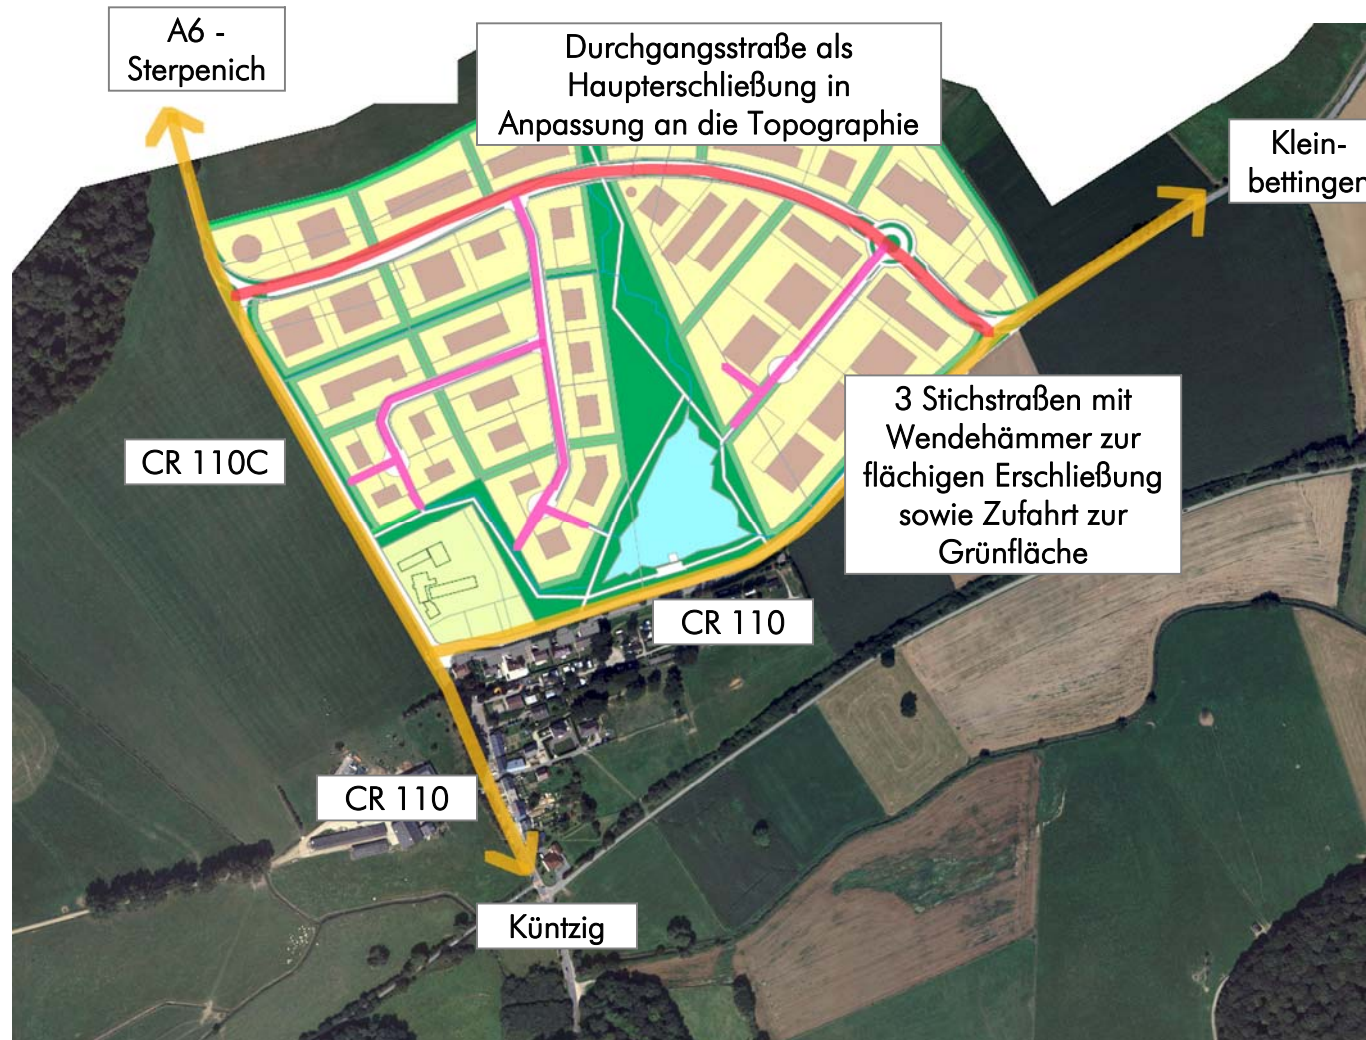 A6 -
Sterpenich
Durchgangsstraße als
Haupterschließung in
Anpassung an die Topographie
Klein-
bettingen
3 Stichstraßen mit
Wendehämmer zur
flächigen Erschließung
sowie Zufahrt zur
Grünfläche
CR 110C
CR 110
CR 110
Küntzig